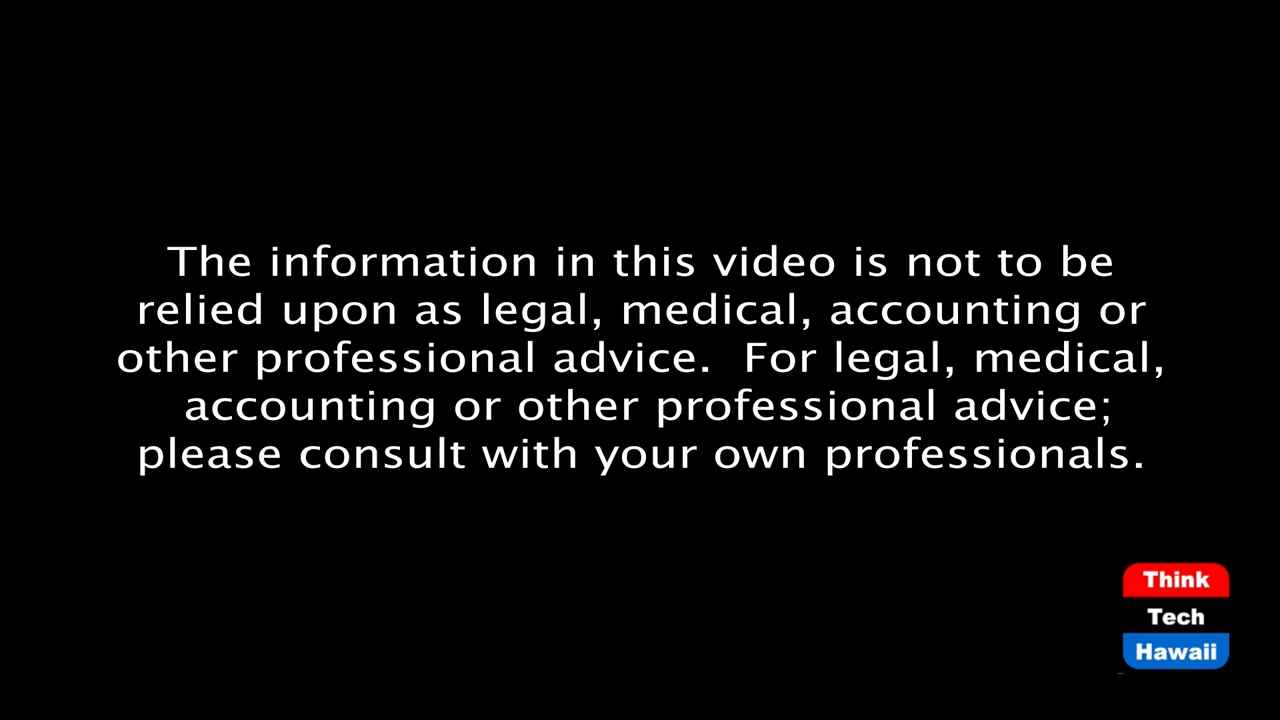 The information in this video is not to be
relied upon as legal, medical, accounting or
other professional advice.  For legal, medical,
accounting or other professional advice;
please consult with your own professionals.
Think
Tech
Hawaii